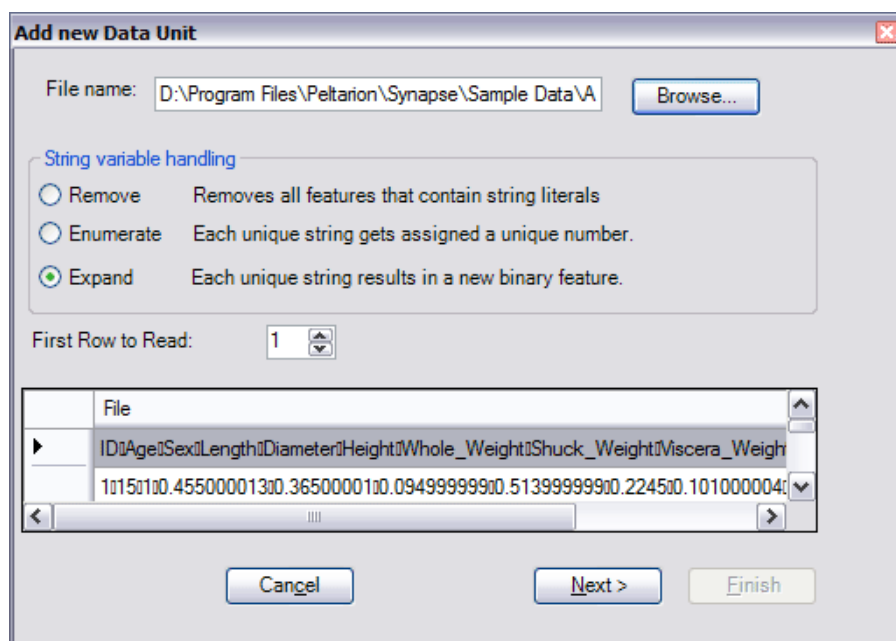 Add new Data Unit
File name: D:\Program Files\Peltarion\Synapse\Sample Data\A Browse...
String variable handling
Remove Removes all features that contain string literals
Enumerate Each unique string gets assigned a unique number.
Expand Each unique string results in a new binary feature.
First Row to Read: 1
File
ID▯Age▯Sex▯Length▯Diameter▯Height▯Whole_Weight▯Shuck_Weight▯Viscera_Weigh
1▯15▯1▯0.455000013▯0.36500001▯0.094999999▯0.513999999▯0.2245▯0.101000004▯
Cancel Next > Finish